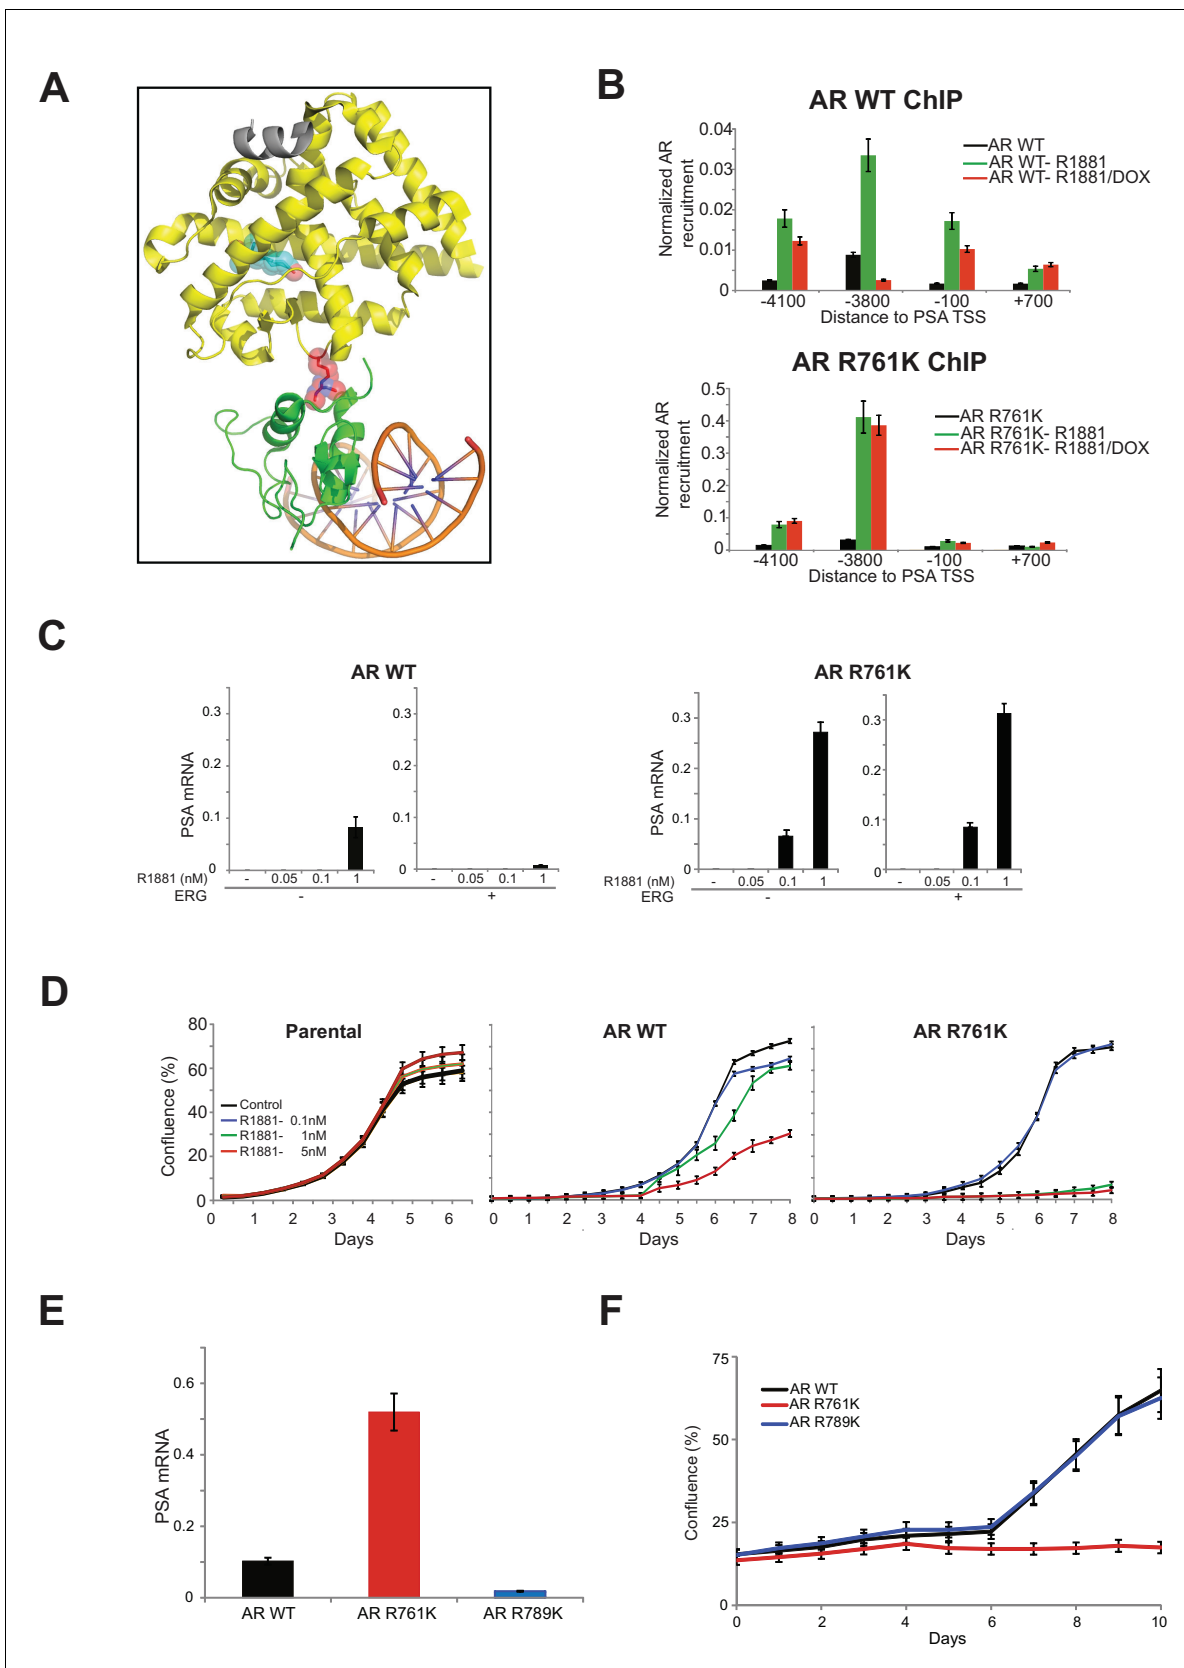 A
B
AR WT ChIP
Normalized AR
recruitment
0.04
0.03
0.02
0.01
0
AR WT
AR WT- R1881
AR WT- R1881/DOX
-4100
-3800
-100
+700
Distance to PSA TSS
AR R761K ChIP
Normalized AR
recruitment
0.5
0.4
0.3
0.2
0.1
0
AR R761K
AR R761K- R1881
AR R761K- R1881/DOX
-4100
-3800
-100
+700
Distance to PSA TSS
C
AR WT
PSA mRNA
0.3
0.2
0.1
0
0.3
0.2
0.1
0
R1881 (nM)
- 0.05 0.1 1
- 0.05 0.1 1
ERG
-
+
AR R761K
PSA mRNA
0.3
0.2
0.1
0
0.3
0.2
0.1
0
R1881 (nM)
- 0.05 0.1 1
- 0.05 0.1 1
ERG
-
+
D
Confluence (%)
80
60
40
20
0
Parental
Control
R1881- 0.1nM
R1881- 1nM
R1881- 5nM
0 1 2 3 4 5 6
Days
AR WT
0 1 2 3 4 5 6 7 8
Days
AR R761K
0 1 2 3 4 5 6 7 8
Days
E
PSA mRNA
0.6
0.4
0.2
0
AR WT
AR R761K
AR R789K
F
Confluence (%)
75
50
25
0
AR WT
AR R761K
AR R789K
0 2 4 6 8 10
Days